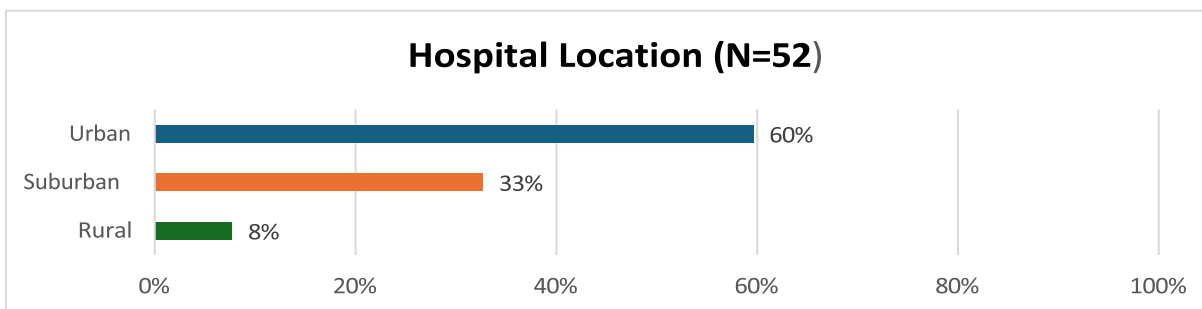 Hospital Location (N=52)
Urban 60%
Suburban 33%
Rural 8%
0% 20% 40% 60% 80% 100%